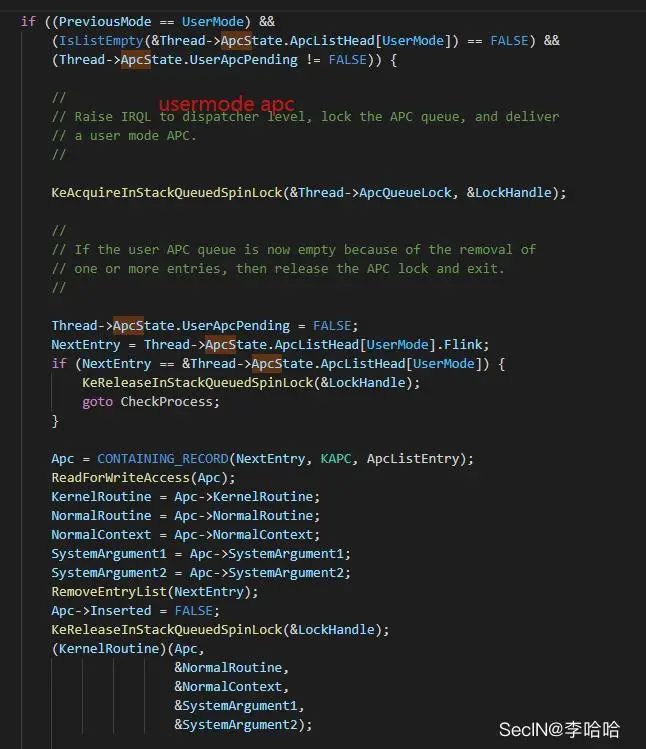 if ((PreviousMode == UserMode) &&
    (IsListEmpty(&Thread->ApcState.ApcListHead[UserMode]) == FALSE) &&
    (Thread->ApcState.UserApcPending != FALSE)) {
    //
usermode apc
    // Raise IRQL to dispatcher level, lock the APC queue, and deliver
    // a user mode APC.
    //
    KeAcquireInStackQueuedSpinLock(&Thread->ApcQueueLock, &LockHandle);
    //
    // If the user APC queue is now empty because of the removal of
    // one or more entries, then release the APC lock and exit.
    //
    Thread->ApcState.UserApcPending = FALSE;
    NextEntry = Thread->ApcState.ApcListHead[UserMode].Flink;
    if (NextEntry == &Thread->ApcState.ApcListHead[UserMode]) {
        KeReleaseInStackQueuedSpinLock(&LockHandle);
        goto CheckProcess;
    }
    Apc = CONTAINING_RECORD(NextEntry, KAPC, ApcListEntry);
    ReadForWriteAccess(Apc);
    KernelRoutine = Apc->KernelRoutine;
    NormalRoutine = Apc->NormalRoutine;
    NormalContext = Apc->NormalContext;
    SystemArgument1 = Apc->SystemArgument1;
    SystemArgument2 = Apc->SystemArgument2;
    RemoveEntryList(NextEntry);
    Apc->Inserted = FALSE;
    KeReleaseInStackQueuedSpinLock(&LockHandle);
    (KernelRoutine)(Apc,
                    &NormalRoutine,
                    &NormalContext,
                    &SystemArgument1,
                    &SystemArgument2);
SecIN@李哈哈